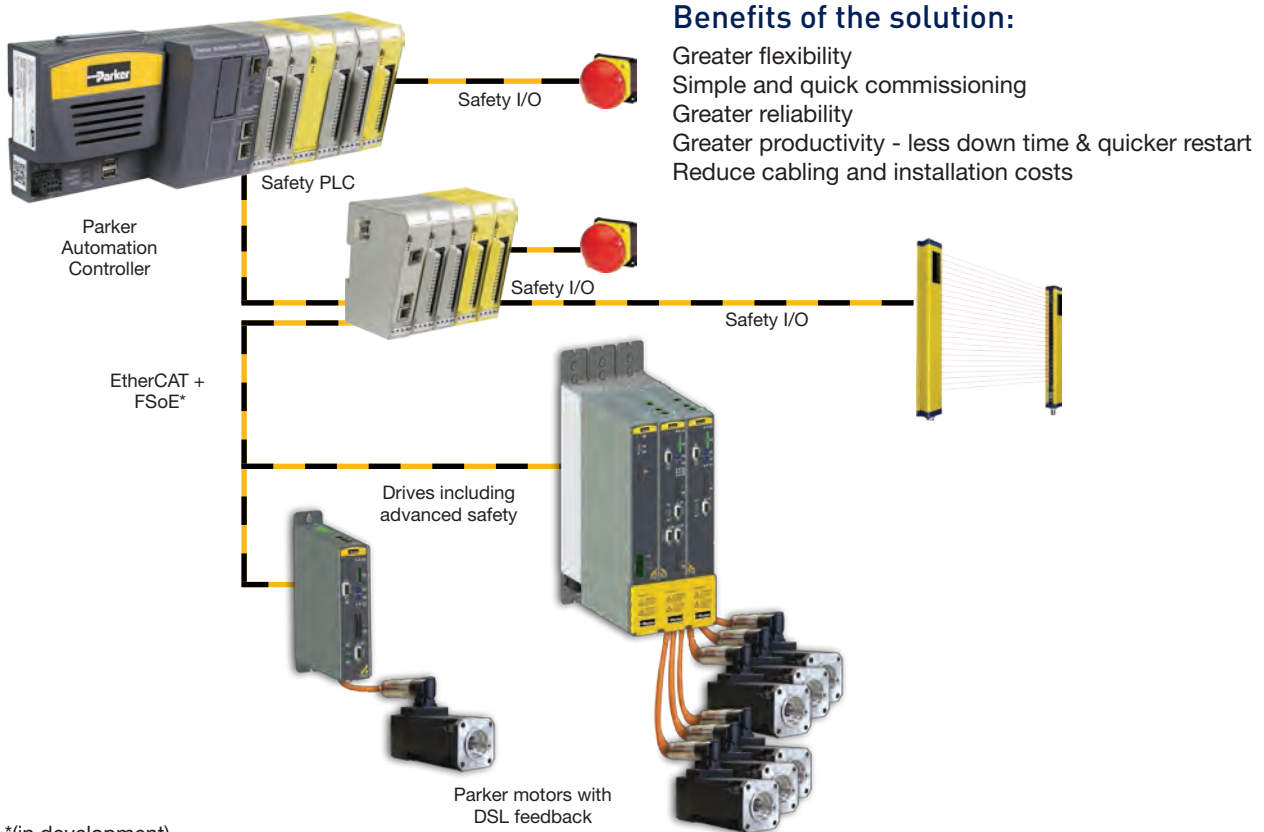 Benefits of the solution:
Greater flexibility
Simple and quick commissioning
Greater reliability
Greater productivity - less down time & quicker restart
Reduce cabling and installation costs
Parker
Safety I/O
Safety PLC
Parker
Automation
Controller
Safety I/O
Safety I/O
EtherCAT +
FSoE*
Drives including
advanced safety
Parker motors with
DSL feedback
*(in development)